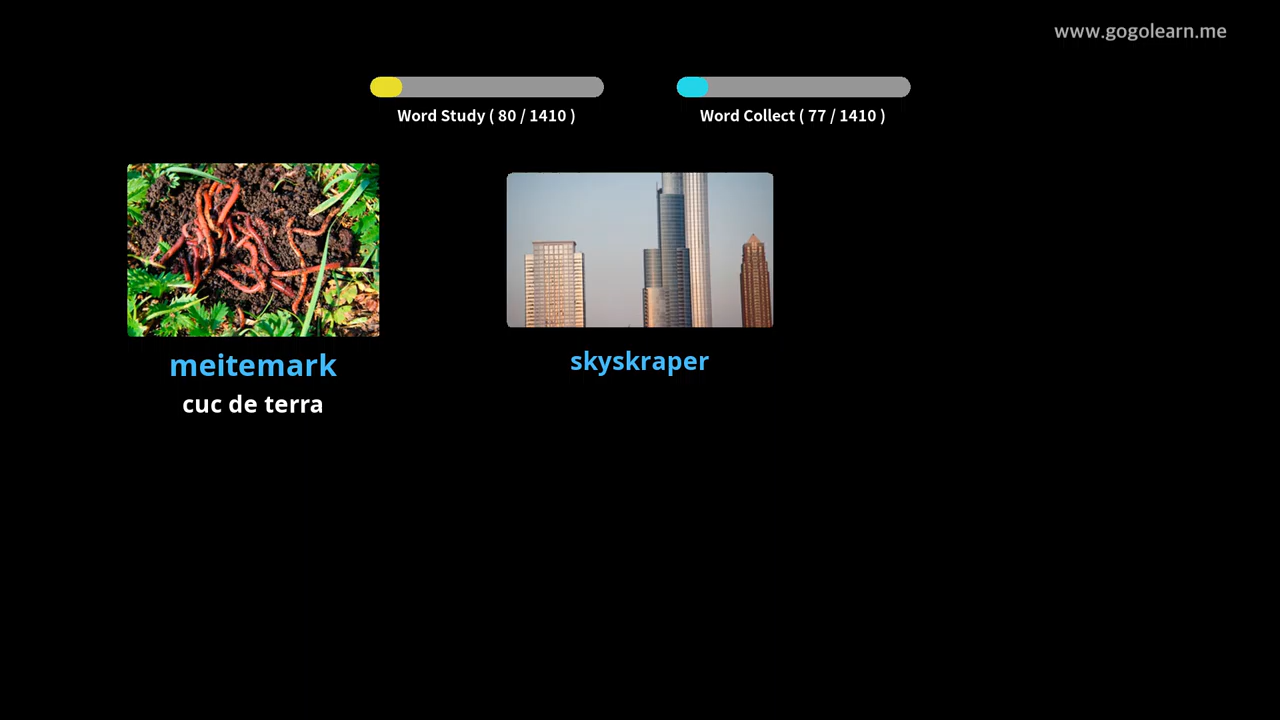 www.gogolearn.me
Word Study ( 80 / 1410 )
Word Collect ( 77 / 1410 )
meitemark
cuc de terra
skyskraper